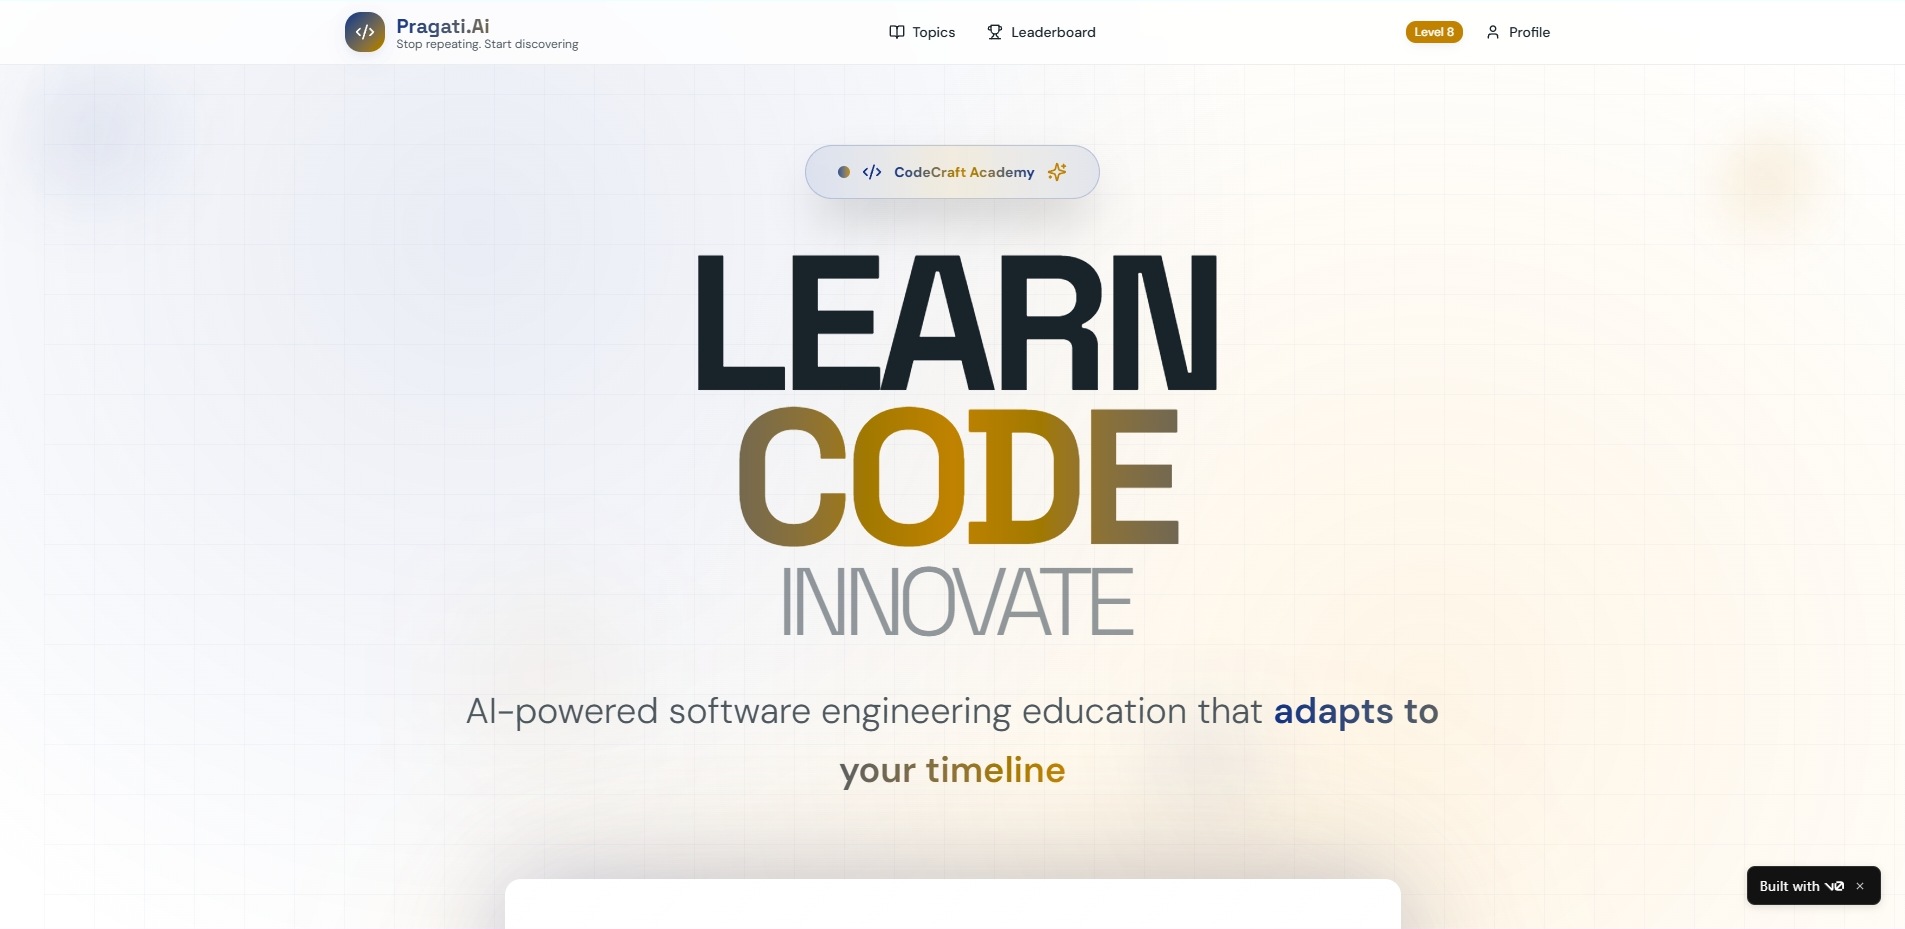 Pragati.Ai
Stop repeating. Start discovering
Topics
Leaderboard
Level 8
Profile
CodeCraft Academy
LEARN
CODE
INNOVATE
AI-powered software engineering education that adapts to
your timeline
Built with v0